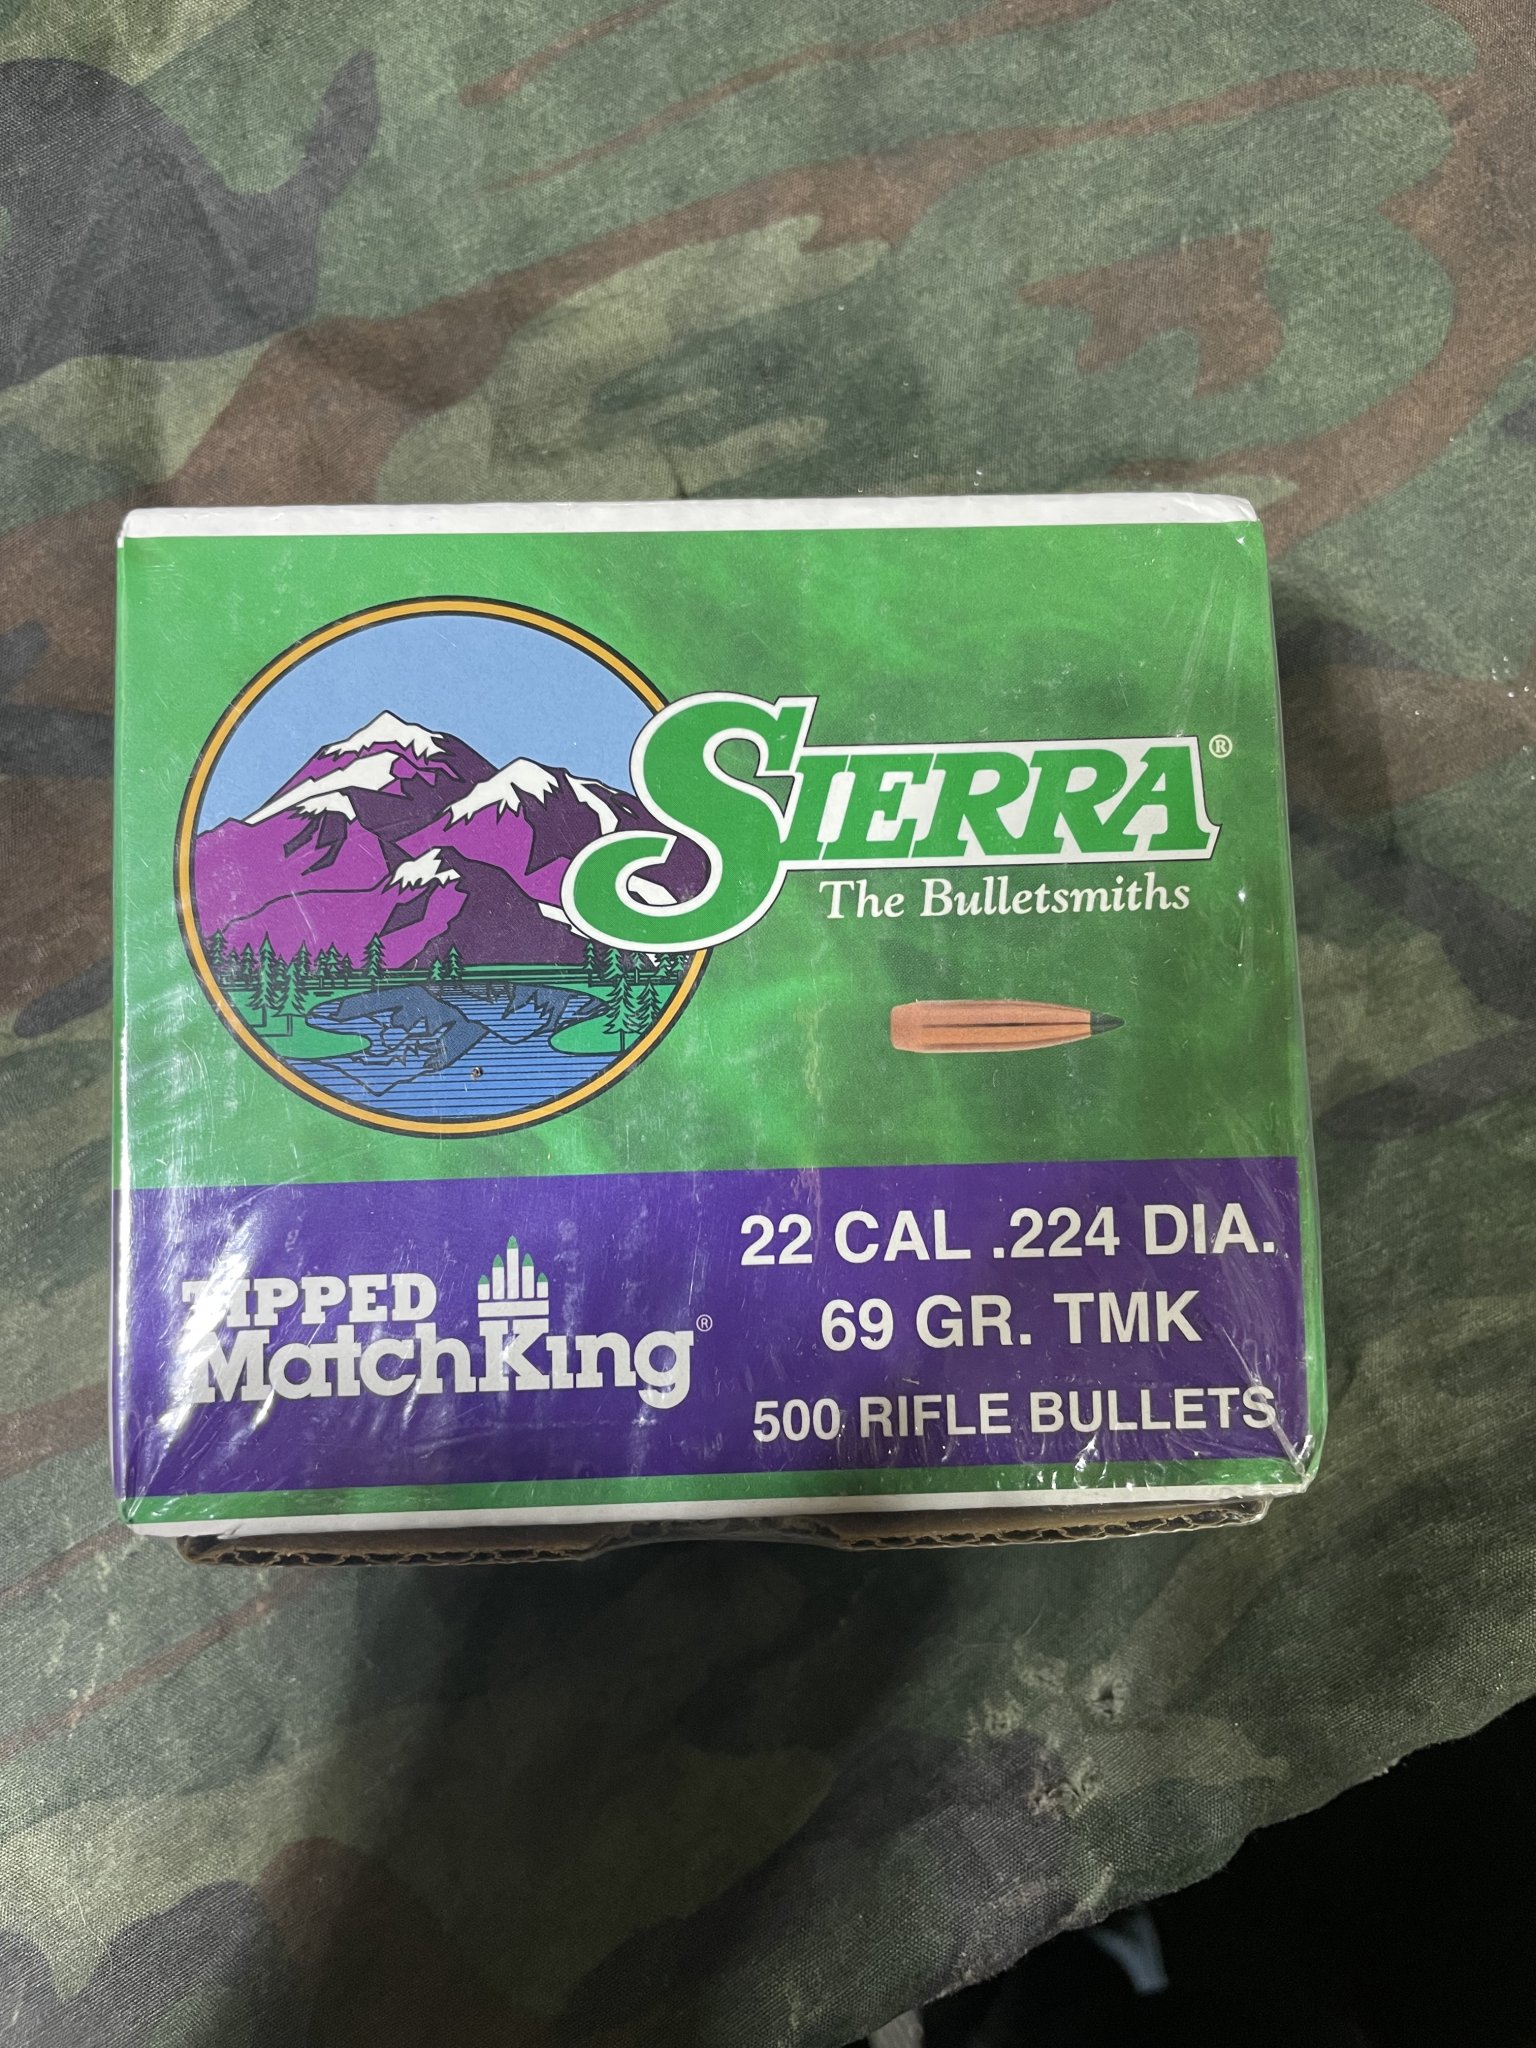 SIERRA®
The Bulletsmiths
TIPPED
MatchKing®
22 CAL .224 DIA.
69 GR. TMK
500 RIFLE BULLETS